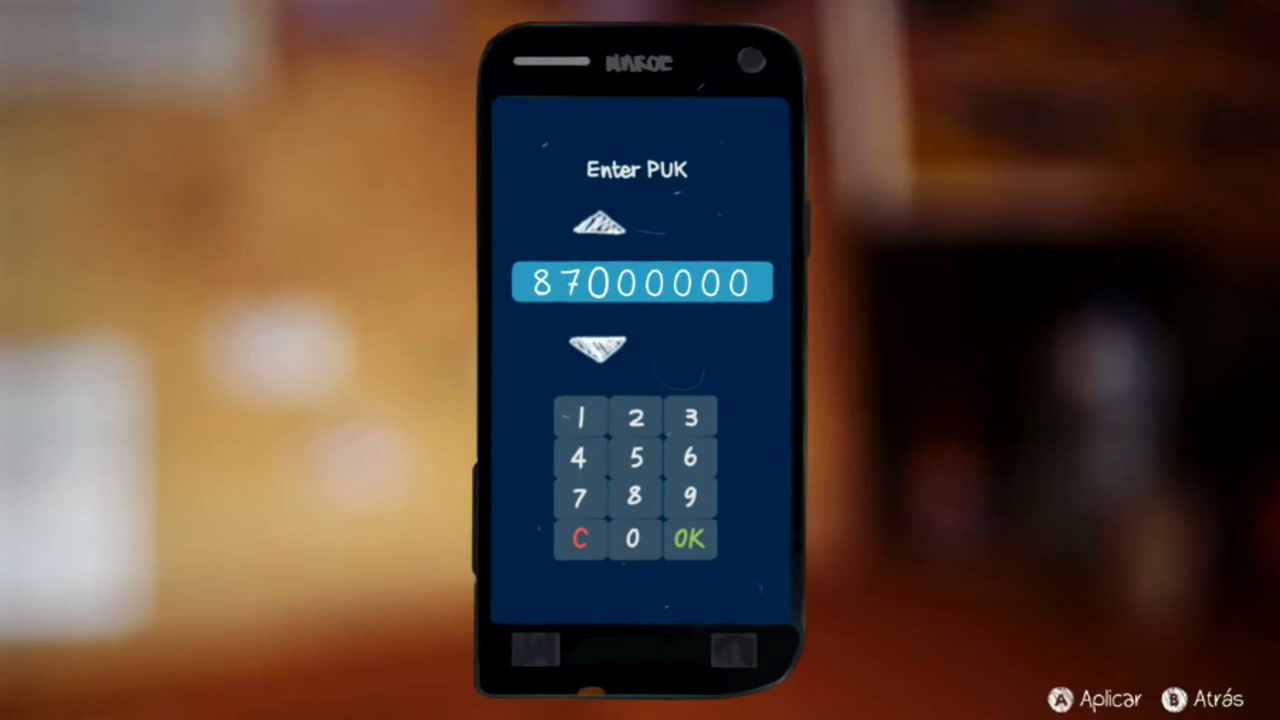 Enter PUK
87000000
1 2 3
4 5 6
7 8 9
C 0 OK
A Aplicar B Atrás